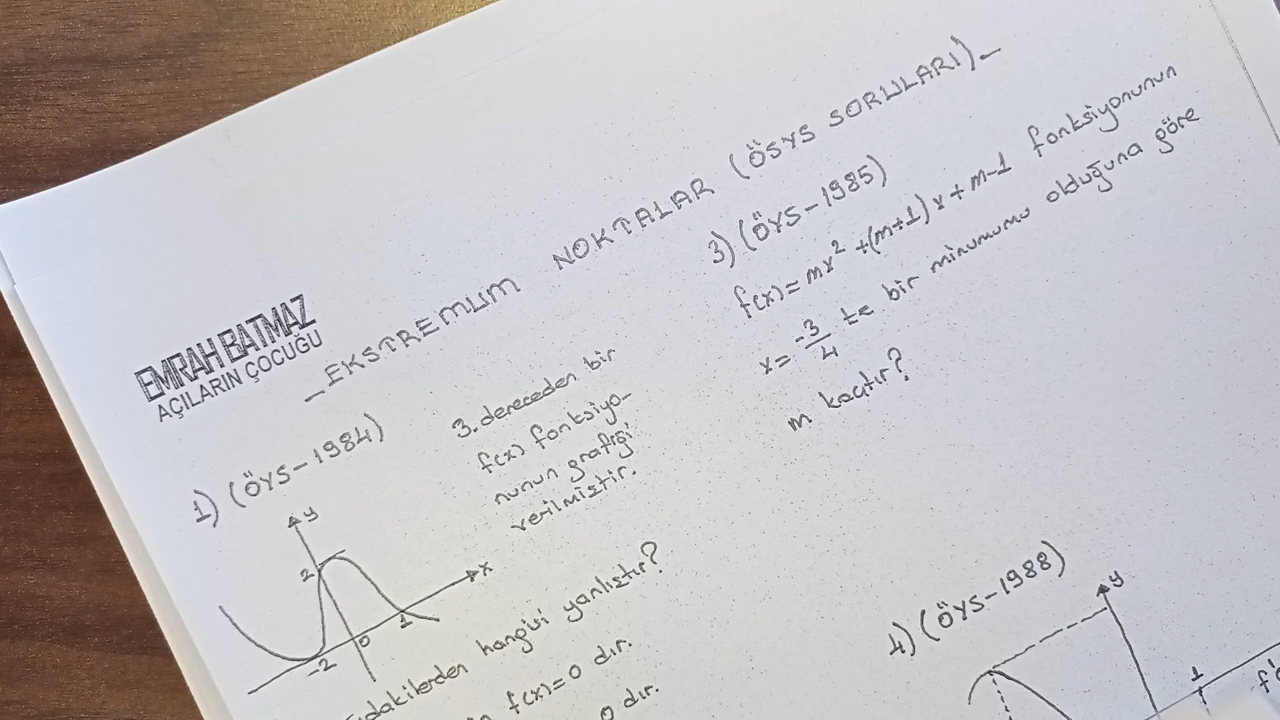 _EKSTREMUM NOKTALAR (ÖSYS SORULARI)_
EMRAH BATMAZ
AÇILARIN ÇOCUĞU
1) (ÖYS-1984)
3. dereceden bir
f(x) fonksiyo-
nunun grafiği
verilmiştir.
y
2
x
-2
0
1
hangisi yanlıştır?
f(x)=0 dır.
0 dır.
3) (ÖYS-1985)
f(x)=mx²+(m+1)x+m-1 fonksiyonunun
x=-3/4 te bir minumumu olduğuna göre
m kaçtır?
4) (ÖYS-1988)
y
1